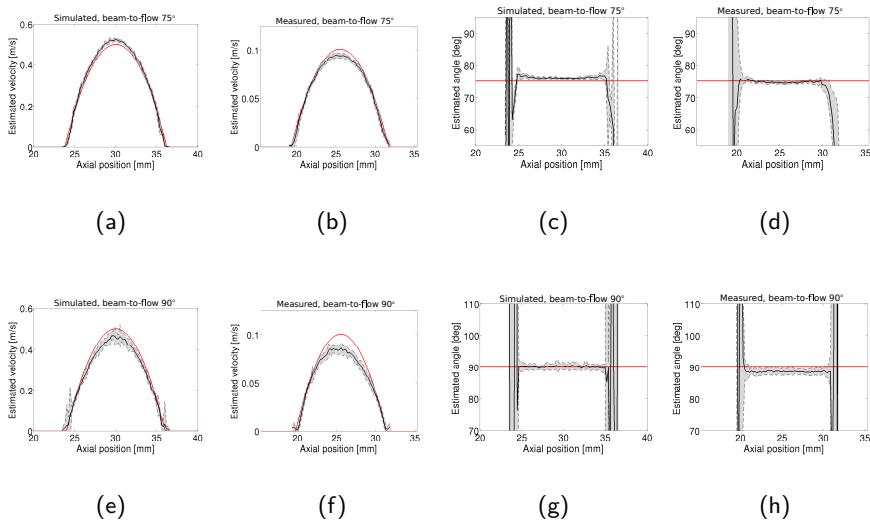 Simulated, beam-to-flow 75°
Estimated velocity [m/s]
0.6
0.4
0.2
0
20 25 30 35 40
Axial position [mm]
(a)
Measured, beam-to-flow 75°
Estimated velocity [m/s]
0.1
0.05
0
20 25 30 35
Axial position [mm]
(b)
Simulated, beam-to-flow 75°
Estimated angle [deg]
90
80
70
60
20 25 30 35 40
Axial position [mm]
(c)
Measured, beam-to-flow 75°
Estimated angle [deg]
90
80
70
60
15 20 25 30 35
Axial position [mm]
(d)
Simulated, beam-to-flow 90°
Estimated velocity [m/s]
0.6
0.4
0.2
0
20 25 30 35 40
Axial position [mm]
(e)
Measured, beam-to-flow 90°
Estimated velocity [m/s]
0.1
0.05
0
20 25 30 35
Axial position [mm]
(f)
Simulated, beam-to-flow 90°
Estimated angle [deg]
110
100
90
80
70
20 25 30 35 40
Axial position [mm]
(g)
Measured, beam-to-flow 90°
Estimated angle [deg]
110
100
90
80
70
15 20 25 30 35
Axial position [mm]
(h)